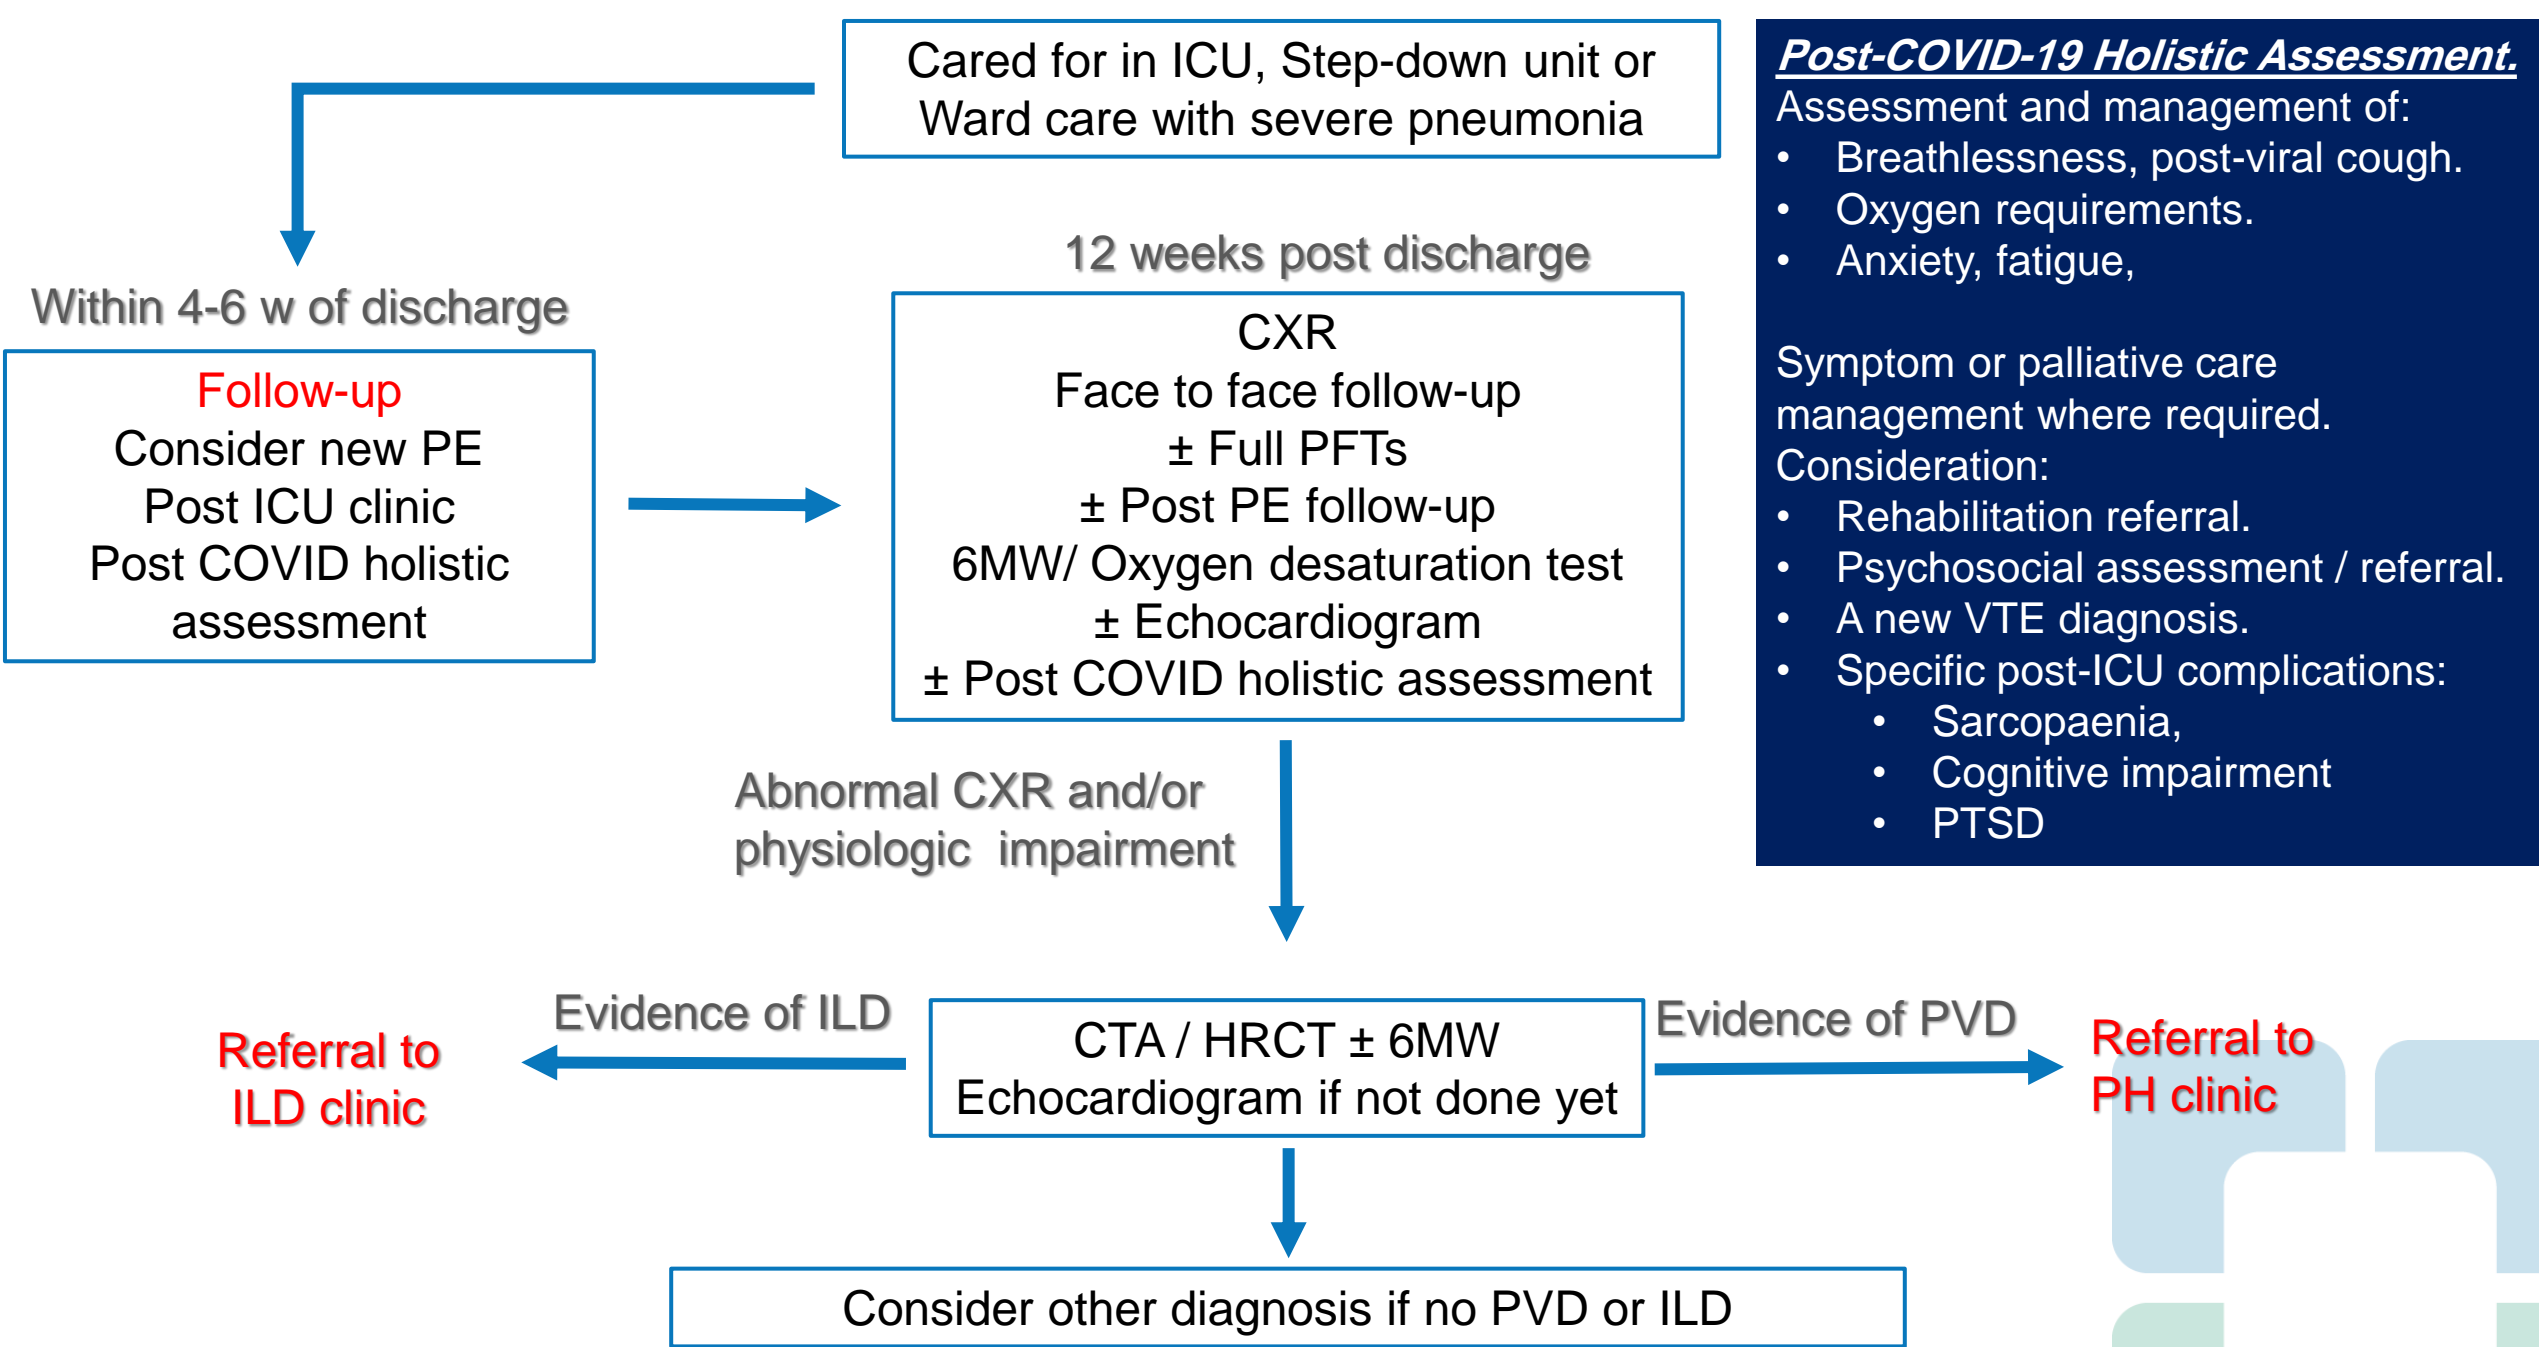 Cared for in ICU, Step-down unit or
Ward care with severe pneumonia
Within 4-6 w of discharge
Follow-up
Consider new PE
Post ICU clinic
Post COVID holistic
assessment
12 weeks post discharge
CXR
Face to face follow-up
± Full PFTs
± Post PE follow-up
6MW/ Oxygen desaturation test
± Echocardiogram
± Post COVID holistic assessment
Post-COVID-19 Holistic Assessment.
Assessment and management of:
• Breathlessness, post-viral cough.
• Oxygen requirements.
• Anxiety, fatigue,
Symptom or palliative care
management where required.
Consideration:
• Rehabilitation referral.
• Psychosocial assessment / referral.
• A new VTE diagnosis.
• Specific post-ICU complications:
• Sarcopaenia,
• Cognitive impairment
• PTSD
Abnormal CXR and/or
physiologic impairment
Evidence of ILD
Referral to
ILD clinic
CTA / HRCT ± 6MW
Echocardiogram if not done yet
Evidence of PVD
Referral to
PH clinic
Consider other diagnosis if no PVD or ILD